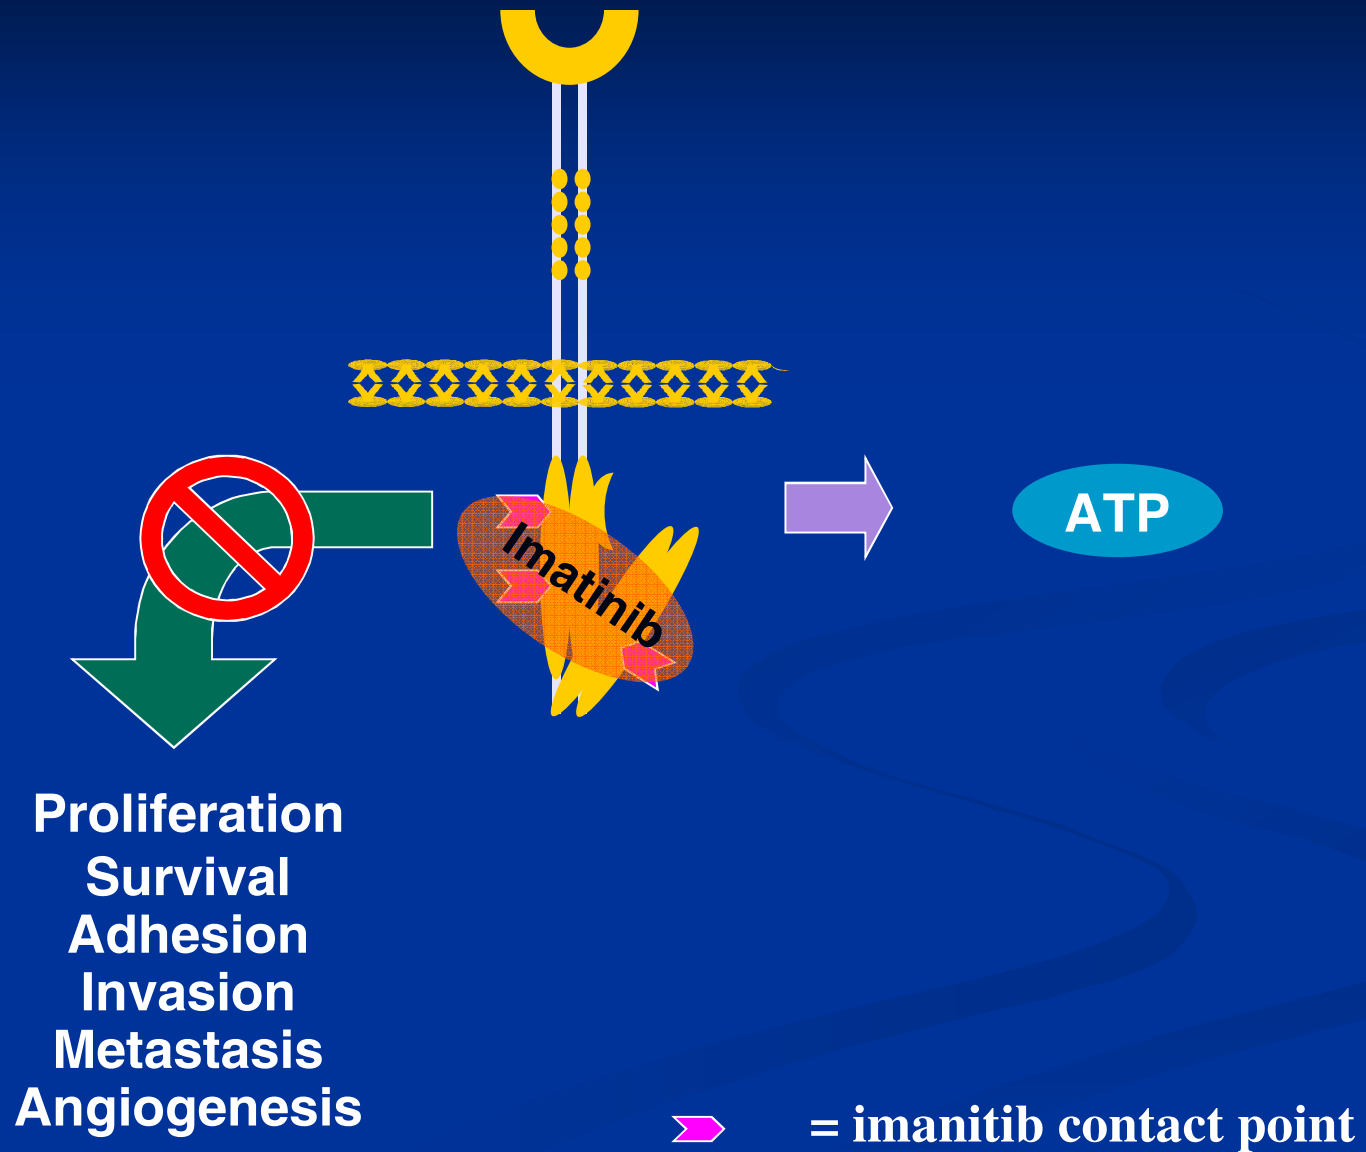 ATP
Imatinib
Proliferation
Survival
Adhesion
Invasion
Metastasis
Angiogenesis
= imanitib contact point